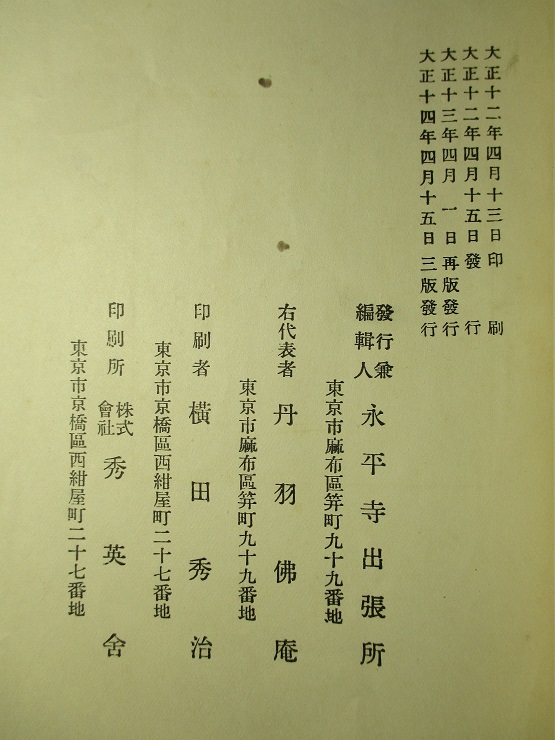 大正十二年四月十三日印刷
大正十二年四月十五日發行
大正十三年四月一日再版發行
大正十四年四月十五日三版發行
發行兼編輯人 永平寺出張所
東京市麻布區笄町九十九番地
右代表者 丹羽佛庵
東京市麻布區笄町九十九番地
印刷者 横田秀治
東京市京橋區西紺屋町二十七番地
印刷所 株式會社 秀英舍
東京市京橋區西紺屋町二十七番地